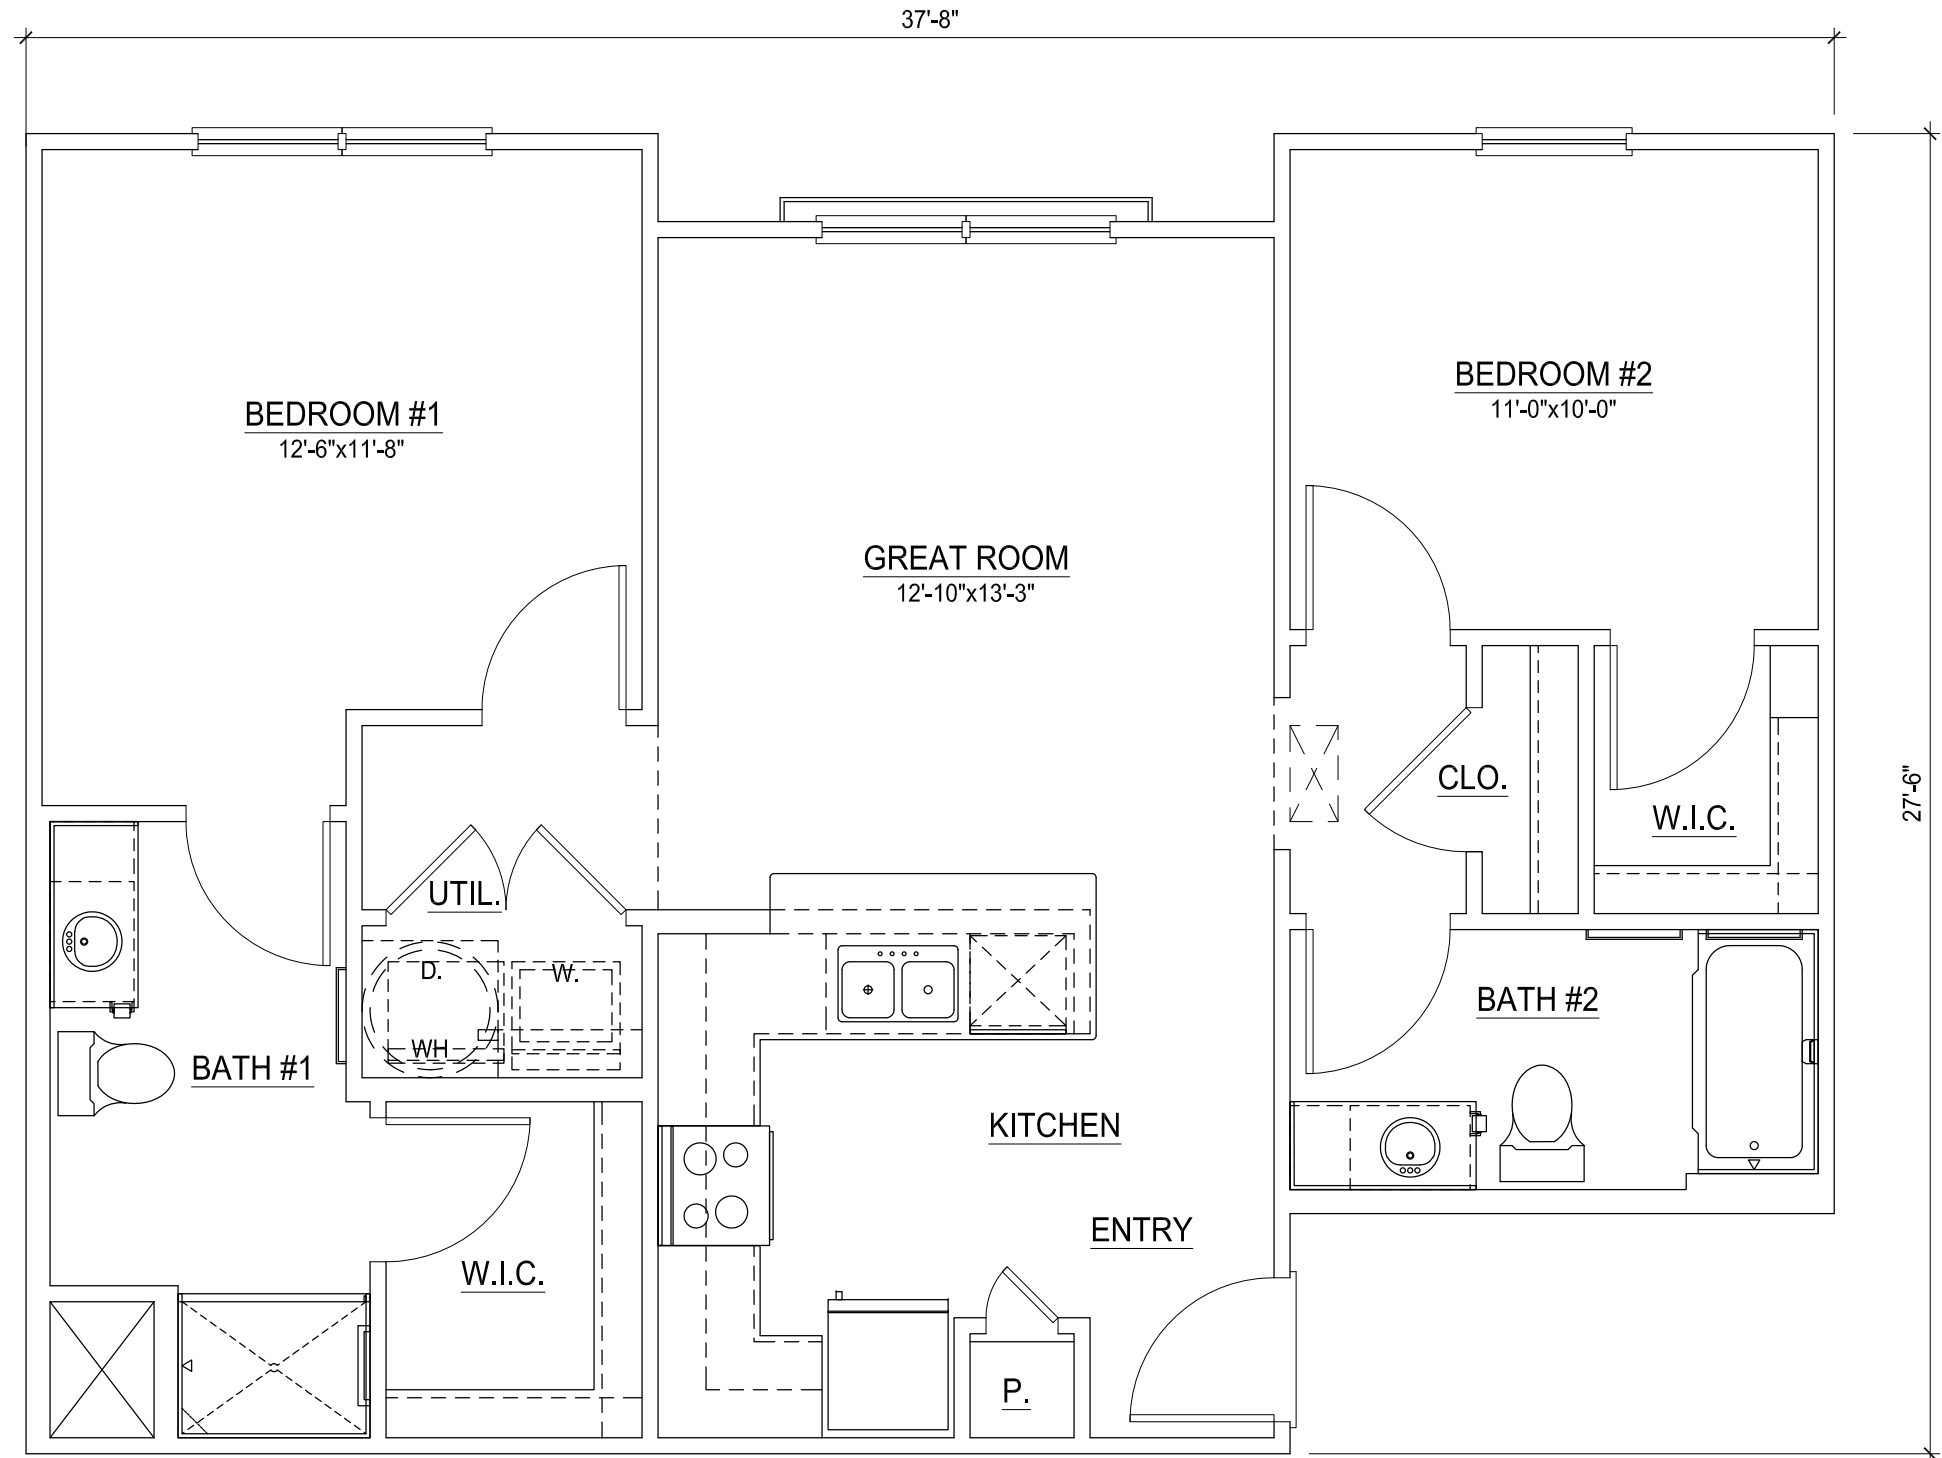 37'-8"
BEDROOM #2
11'-0"x10'-0"
BEDROOM #1
12'-6"x11'-8"
GREAT ROOM
12'-10"x13'-3"
CLO.
27'-6"
W.I.C.
UTIL.
D.
W.
BATH #2
WH
BATH #1
KITCHEN
ENTRY
W.I.C.
P.